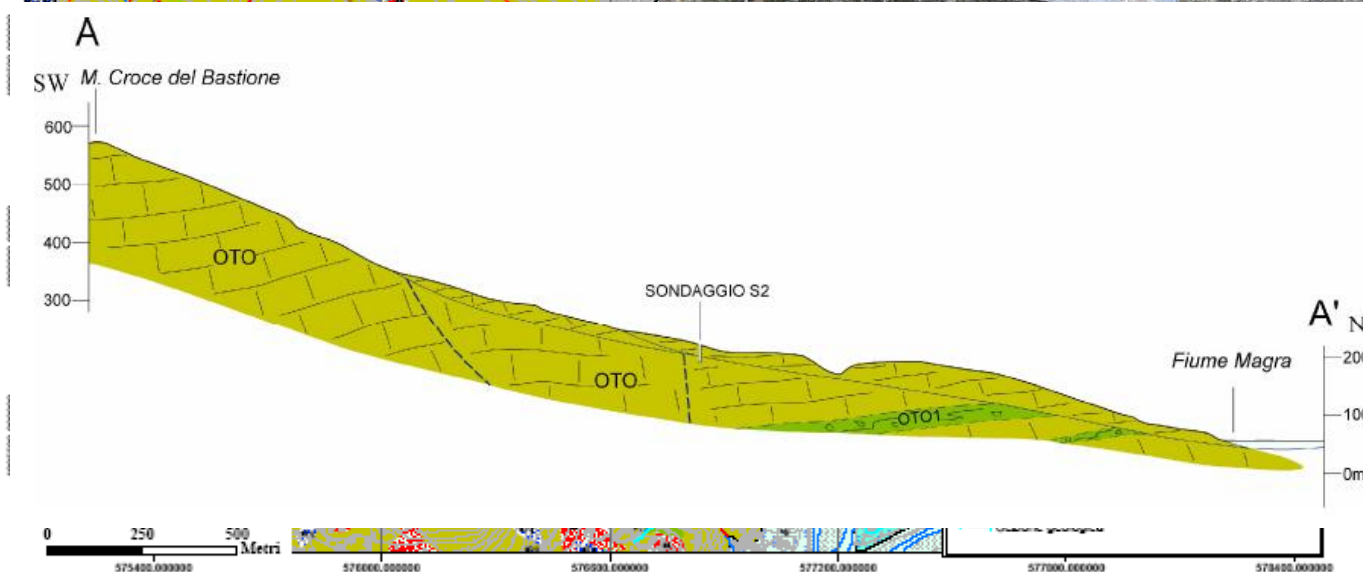 A
SW M. Croce del Bastione
600
500
400
300
OTO
SONDAGGIO S2
OTO
OTO1
A'
N
Fiume Magra
200
100
0m
0 250 500 Metri
575400.000000 576000.000000 576600.000000 577200.000000 577800.000000 578400.000000